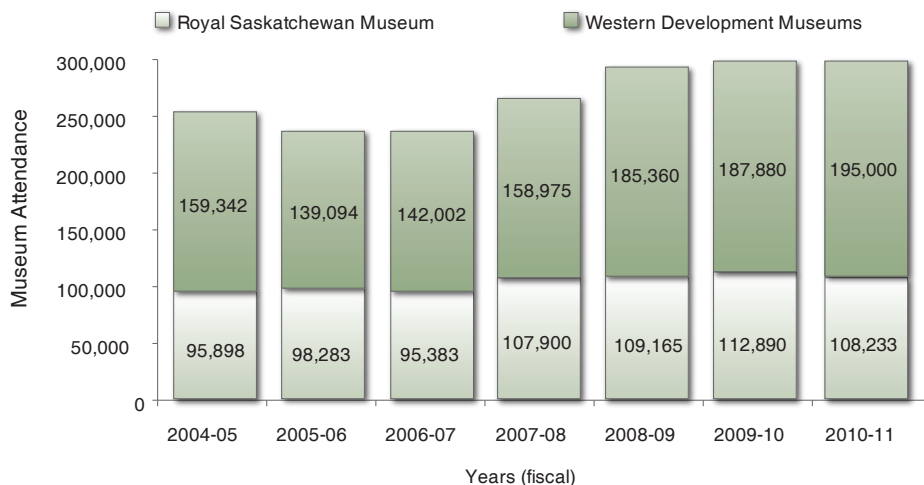 Royal Saskatchewan Museum Western Development Museums
Museum Attendance
300,000
250,000
200,000
150,000
100,000
50,000
0
159,342 139,094 142,002 158,975 185,360 187,880 195,000
95,898 98,283 95,383 107,900 109,165 112,890 108,233
2004-05 2005-06 2006-07 2007-08 2008-09 2009-10 2010-11
Years (fiscal)